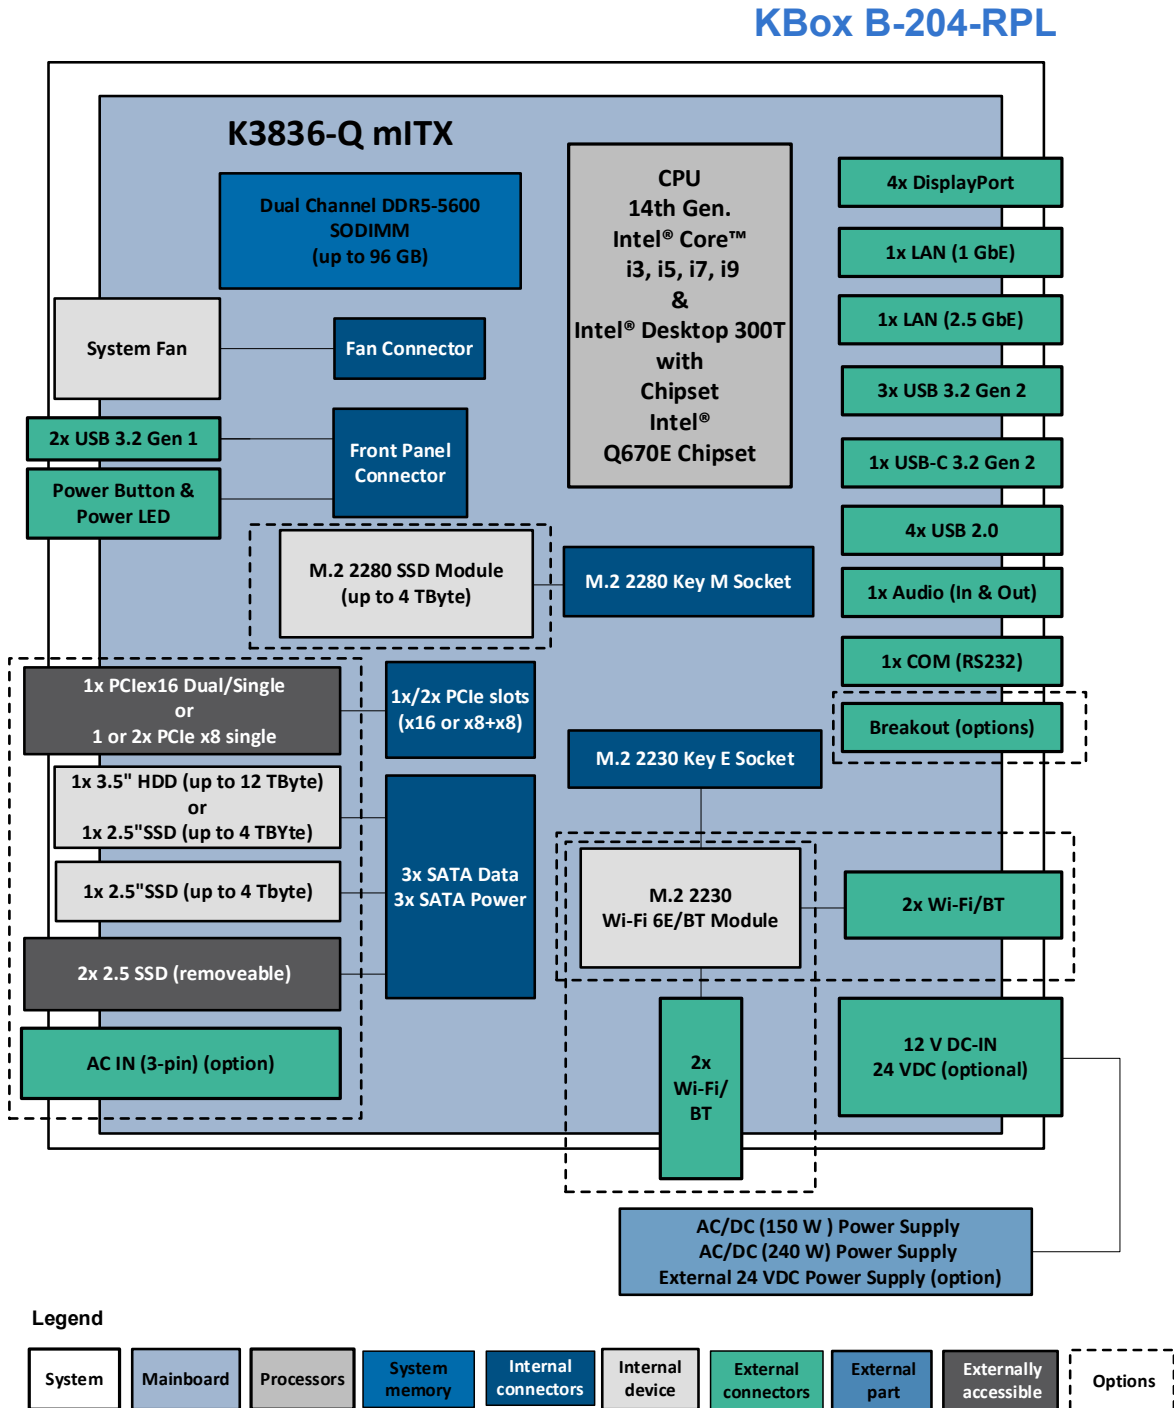 KBox B-204-RPL
K3836-Q mITX
Dual Channel DDR5-5600
SODIMM
(up to 96 GB)
CPU
14th Gen.
Intel® Core™
i3, i5, i7, i9
&
Intel® Desktop 300T
with
Chipset
Intel®
Q670E Chipset
4x DisplayPort
1x LAN (1 GbE)
1x LAN (2.5 GbE)
3x USB 3.2 Gen 2
1x USB-C 3.2 Gen 2
4x USB 2.0
1x Audio (In & Out)
1x COM (RS232)
Breakout (options)
System Fan
Fan Connector
2x USB 3.2 Gen 1
Power Button &
Power LED
Front Panel
Connector
M.2 2280 SSD Module
(up to 4 TByte)
M.2 2280 Key M Socket
1x PCIex16 Dual/Single
or
1 or 2x PCIe x8 single
1x/2x PCIe slots
(x16 or x8+x8)
M.2 2230 Key E Socket
1x 3.5" HDD (up to 12 TByte)
or
1x 2.5"SSD (up to 4 TBYte)
1x 2.5"SSD (up to 4 Tbyte)
2x 2.5 SSD (removeable)
3x SATA Data
3x SATA Power
AC IN (3-pin) (option)
M.2 2230
Wi-Fi 6E/BT Module
2x Wi-Fi/BT
2x
Wi-Fi/
BT
12 V DC-IN
24 VDC (optional)
AC/DC (150 W ) Power Supply
AC/DC (240 W) Power Supply
External 24 VDC Power Supply (option)
Legend
System
Mainboard
Processors
System
memory
Internal
connectors
Internal
device
External
connectors
External
part
Externally
accessible
Options